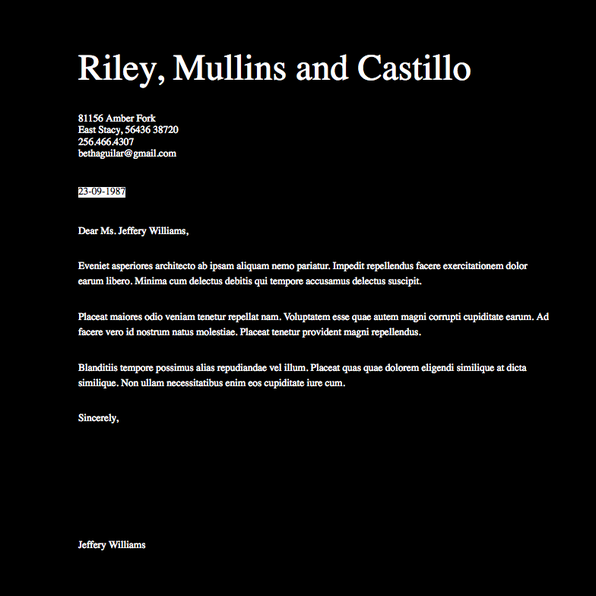 Riley, Mullins and Castillo
81156 Amber Fork
East Stacy, 56436 38720
256.466.4307
bethaguilar@gmail.com
23-09-1987
Dear Ms. Jeffery Williams,
Eveniet asperiores architecto ab ipsam aliquam nemo pariatur. Impedit repellendus facere exercitationem dolor
earum libero. Minima cum delectus debitis qui tempore accusamus delectus suscipit.
Placeat maiores odio veniam tenetur repellat nam. Voluptatem esse quae autem magni corrupti cupiditate earum. Ad
facere vero id nostrum natus molestiae. Placeat tenetur provident magni repellendus.
Blanditiis tempore possimus alias repudiandae vel illum. Placeat quas quae dolorem eligendi similique at dicta
similique. Non ullam necessitatibus enim eos cupiditate iure cum.
Sincerely,
Jeffery Williams